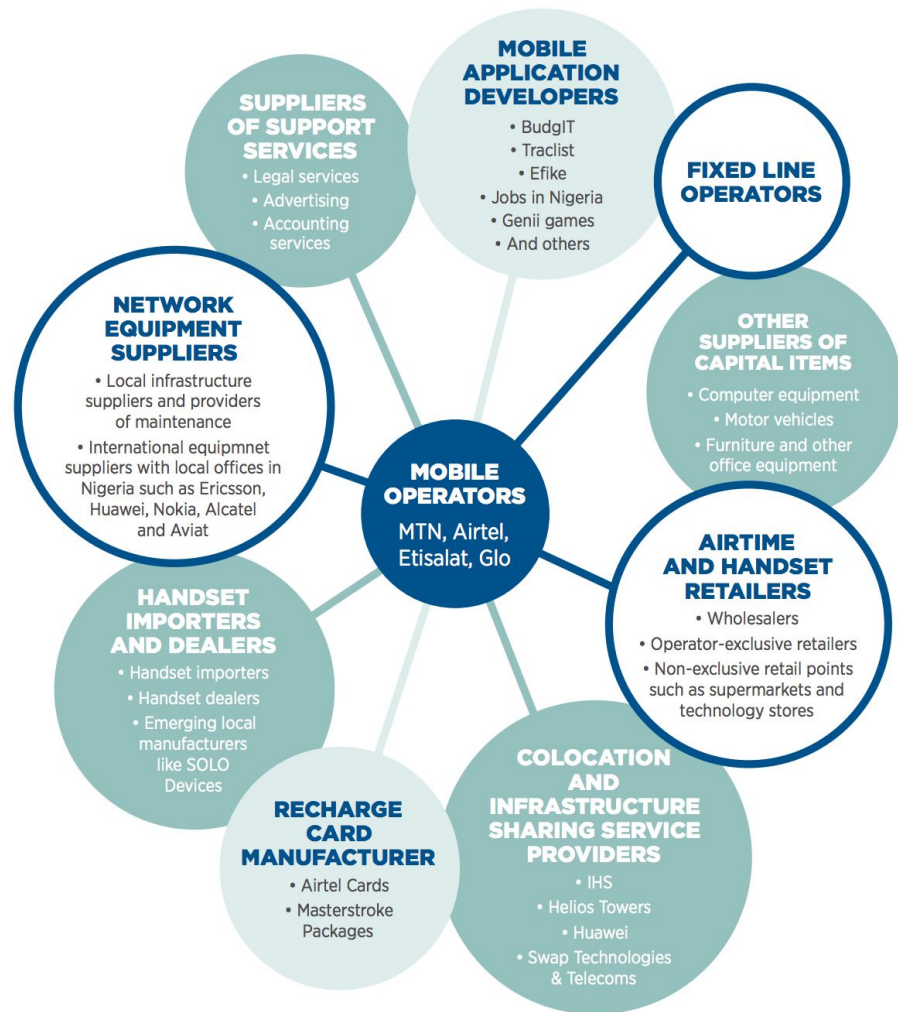 MOBILE
APPLICATION
DEVELOPERS
• BudgIT
• Traclist
• Efike
• Jobs in Nigeria
• Genii games
• And others
SUPPLIERS
OF SUPPORT
SERVICES
• Legal services
• Advertising
• Accounting
services
FIXED LINE
OPERATORS
NETWORK
EQUIPMENT
SUPPLIERS
• Local infrastructure
suppliers and providers
of maintenance
• International equipmnet
suppliers with local offices in
Nigeria such as Ericsson,
Huawei, Nokia, Alcatel
and Aviat
OTHER
SUPPLIERS OF
CAPITAL ITEMS
• Computer equipment
• Motor vehicles
• Furniture and other
office equipment
MOBILE
OPERATORS
MTN, Airtel,
Etisalat, Glo
AIRTIME
AND HANDSET
RETAILERS
• Wholesalers
• Operator-exclusive retailers
• Non-exclusive retail points
such as supermarkets and
technology stores
HANDSET
IMPORTERS
AND DEALERS
• Handset importers
• Handset dealers
• Emerging local
manufacturers
like SOLO
Devices
RECHARGE
CARD
MANUFACTURER
• Airtel Cards
• Masterstroke
Packages
COLOCATION
AND
INFRASTRUCTURE
SHARING SERVICE
PROVIDERS
• IHS
• Helios Towers
• Huawei
• Swap Technologies
& Telecoms